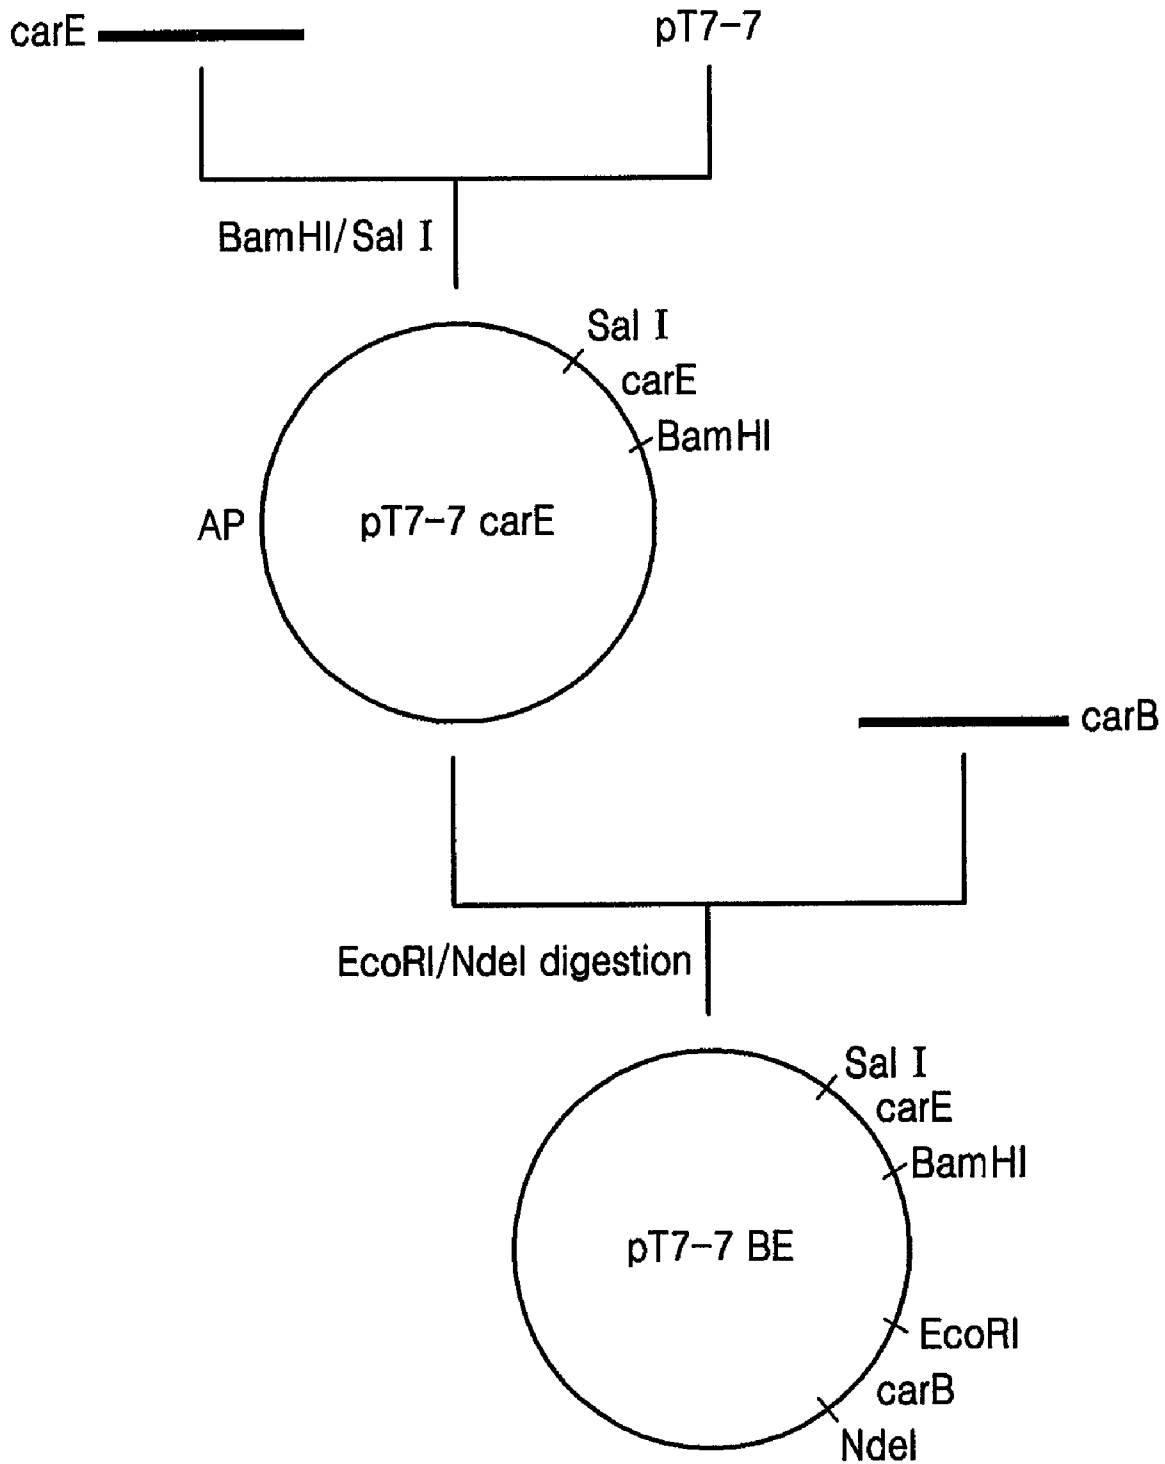 carE
pT7-7
BamHI/Sal I
Sal I
carE
BamHI
AP
pT7-7 carE
carB
EcoRI/NdeI digestion
Sal I
carE
BamHI
pT7-7 BE
EcoRI
carB
NdeI